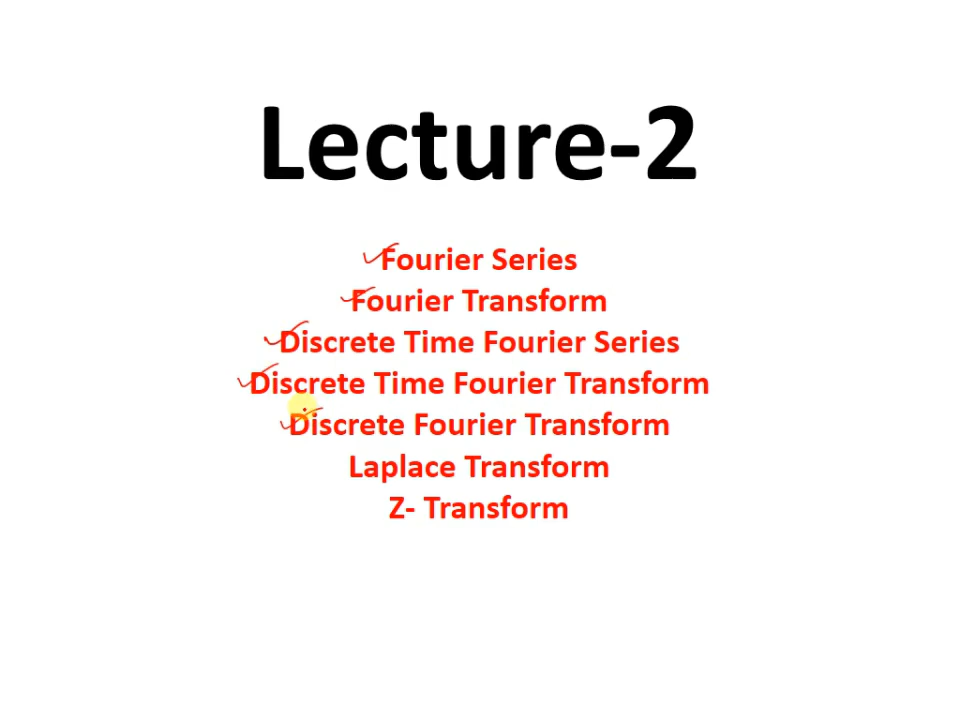 Lecture-2
Fourier Series
Fourier Transform
Discrete Time Fourier Series
Discrete Time Fourier Transform
Discrete Fourier Transform
Laplace Transform
Z- Transform